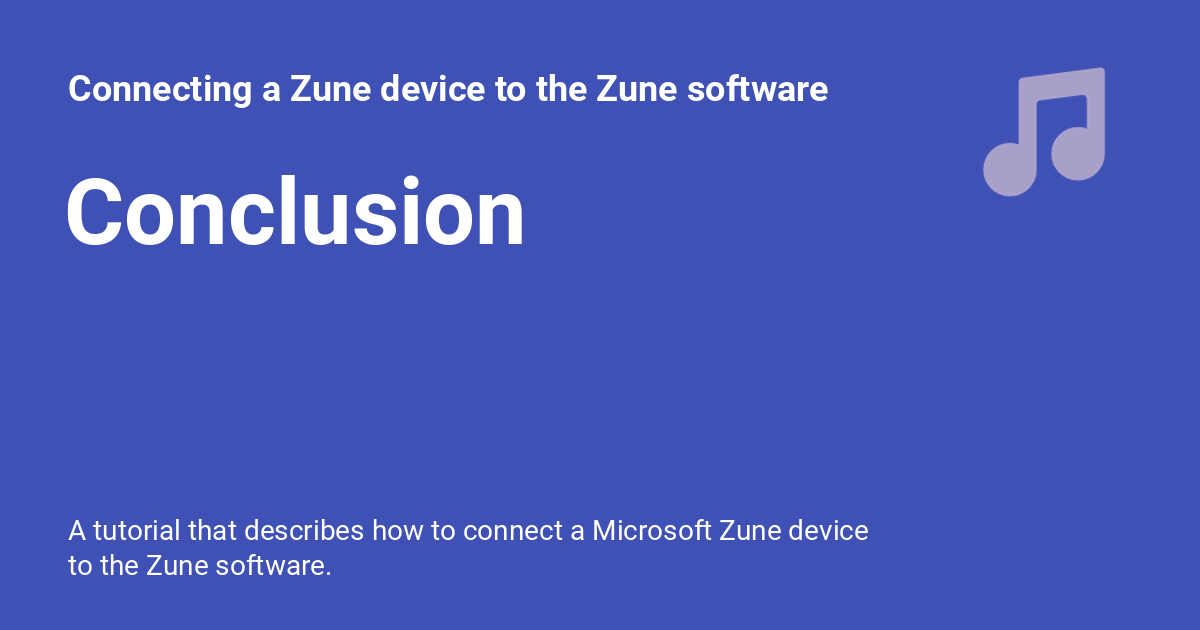 Connecting a Zune device to the Zune software
Conclusion
A tutorial that describes how to connect a Microsoft Zune device
to the Zune software.